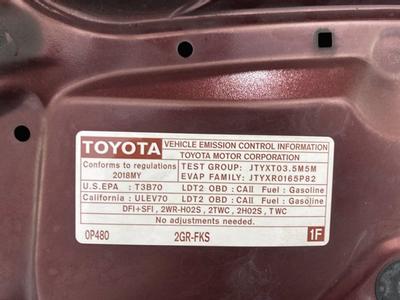 TOYOTA VEHICLE EMISSION CONTROL INFORMATION
TOYOTA MOTOR CORPORATION
Conforms to regulations
2018MY
TEST GROUP: JTYXT03.5M5M
EVAP FAMILY: JTYXR0165P82
U.S.EPA : T3B70 LDT2 OBD : CALⅡ Fuel : Gasoline
California : ULEV70 LDT2 OBD : CALⅡ Fuel : Gasoline
DFI+SFI , 2WR-HO2S , 2TWC , 2HO2S , TWC
No adjustments needed.
0P480 2GR-FKS 1F